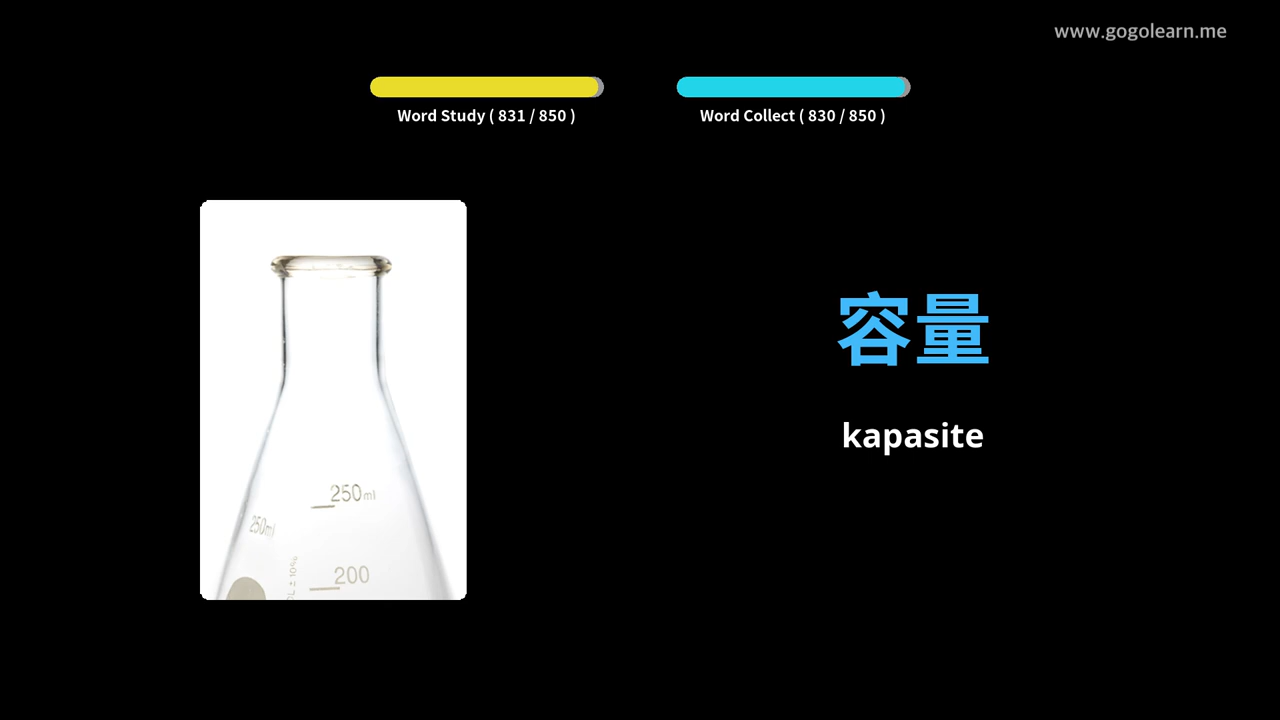 www.gogolearn.me
Word Study ( 831 / 850 )
Word Collect ( 830 / 850 )
容量
kapasite
250ml
250ml
200